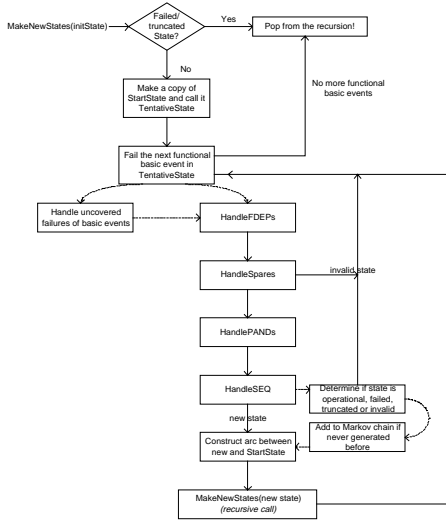 MakeNewStates(initState)
Failed/
truncated
State?
Yes
Pop from the recursion!
No
No more functional
basic events
Make a copy of
StartState and call it
TentativeState
Fail the next functional
basic event in
TentativeState
Handle uncovered
failures of basic events
HandleFDEPs
HandleSpares
invalid state
HandlePANDs
HandleSEQ
Determine if state is
operational, failed,
truncated or invalid
new state
Add to Markov chain if
never generated
before
Construct arc between
new and StartState
MakeNewStates(new state)
(recursive call)